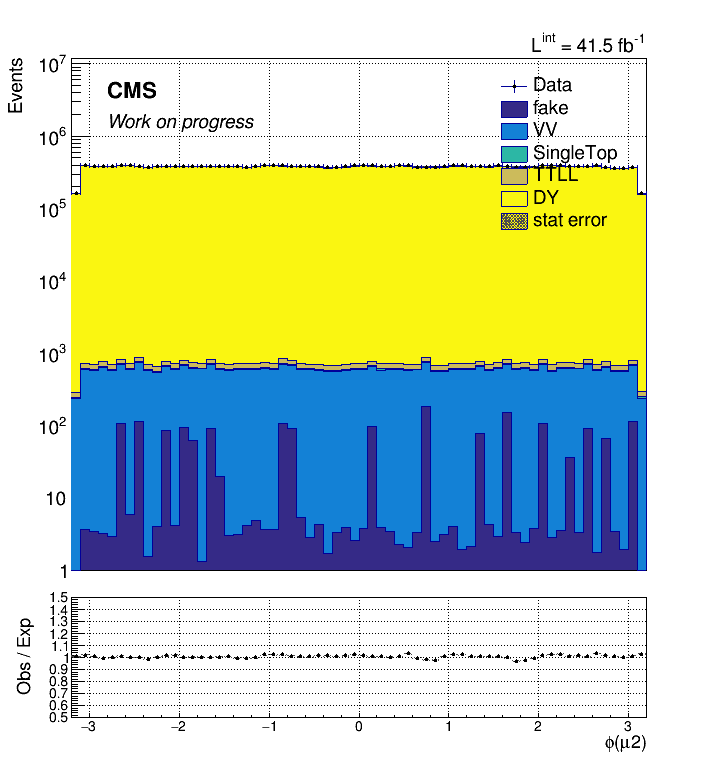 L^int = 41.5 fb^-1
Events
10^7
10^6
10^5
10^4
10^3
10^2
10
1
CMS
Work on progress
Data
fake
VV
SingleTop
TTLL
DY
stat error
Obs / Exp
1.5
1.4
1.3
1.2
1.1
1
0.9
0.8
0.7
0.6
0.5
−3 −2 −1 0 1 2 3
ϕ(μ2)